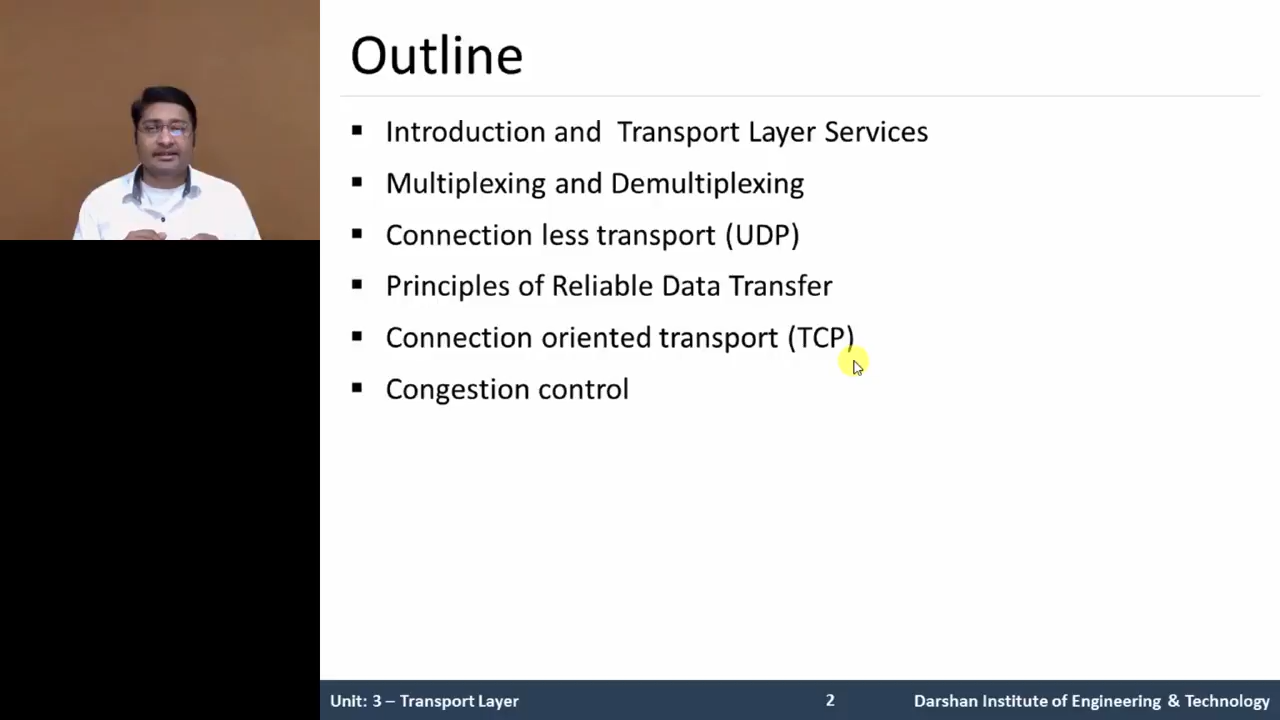 Outline
Introduction and Transport Layer Services
Multiplexing and Demultiplexing
Connection less transport (UDP)
Principles of Reliable Data Transfer
Connection oriented transport (TCP)
Congestion control
Unit: 3 – Transport Layer
2
Darshan Institute of Engineering & Technology